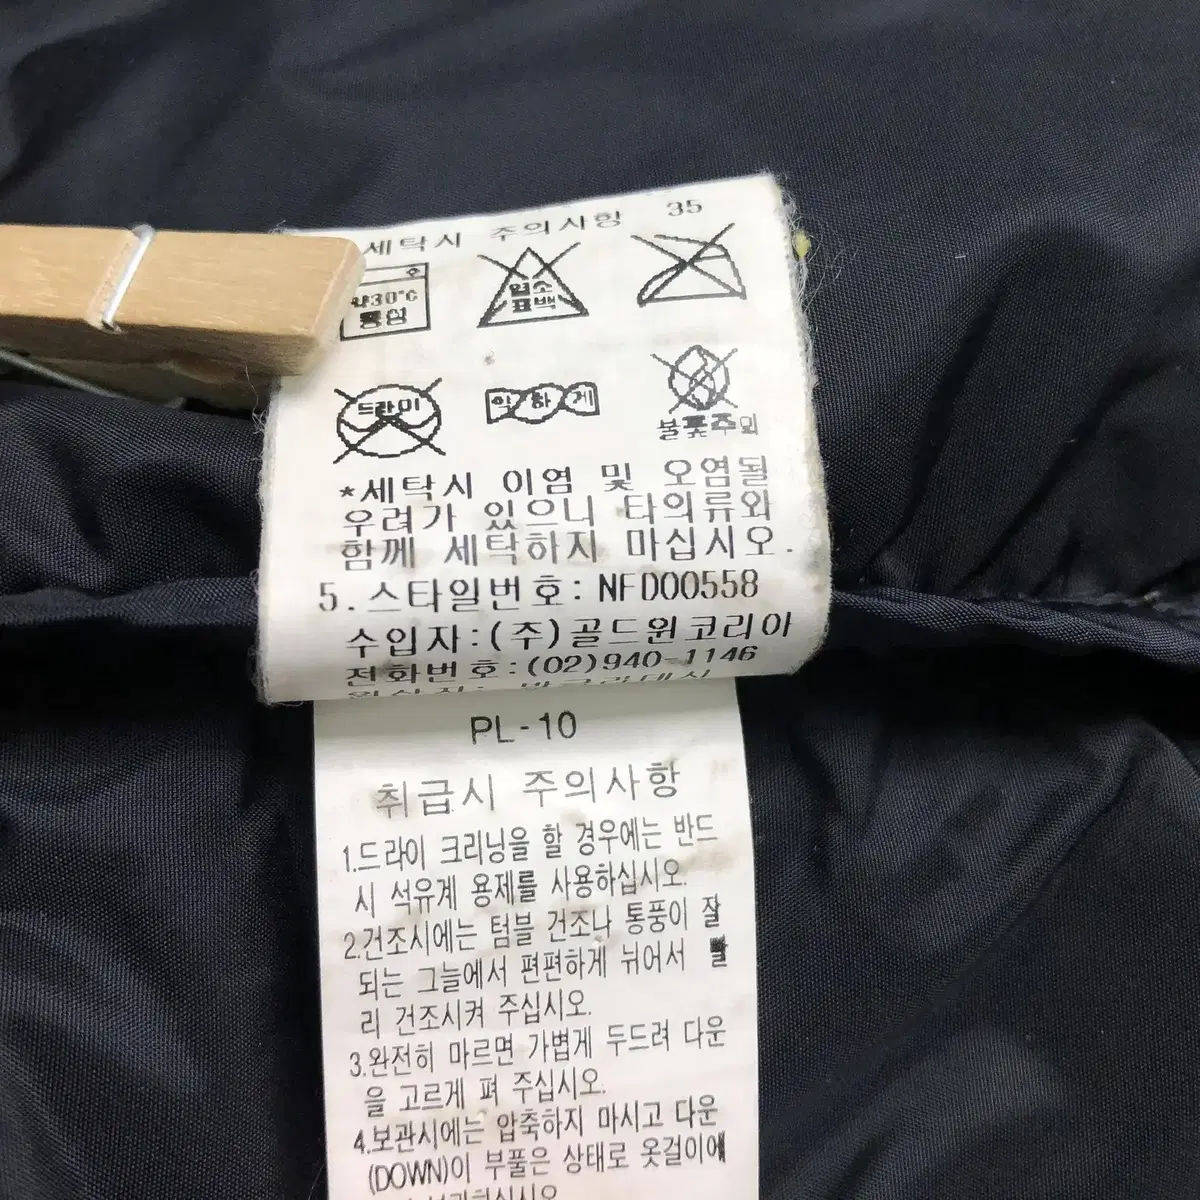 세탁시 주의사항 35
약30°c
중성
염소
표백
드라이
약하게
불꽃주의
*세탁시 이염 및 오염될
우려가 있으니 타의류와
함께 세탁하지 마십시오.
5.스타일번호:NFD00558
수입자:(주)골드윈코리아
전화번호:(02)940-1146
PL-10
취급시 주의사항
1.드라이 크리닝을 할 경우에는 반드
시 석유계 용제를 사용하십시오.
2.건조시에는 텀블 건조나 통풍이 잘
되는 그늘에서 편편하게 뉘어서 빨
리 건조시켜 주십시오.
3.완전히 마르면 가볍게 두드려 다운
을 고르게 펴 주십시오.
4.보관시에는 압축하지 마시고 다운
(DOWN)이 부풀은 상태로 옷걸이에